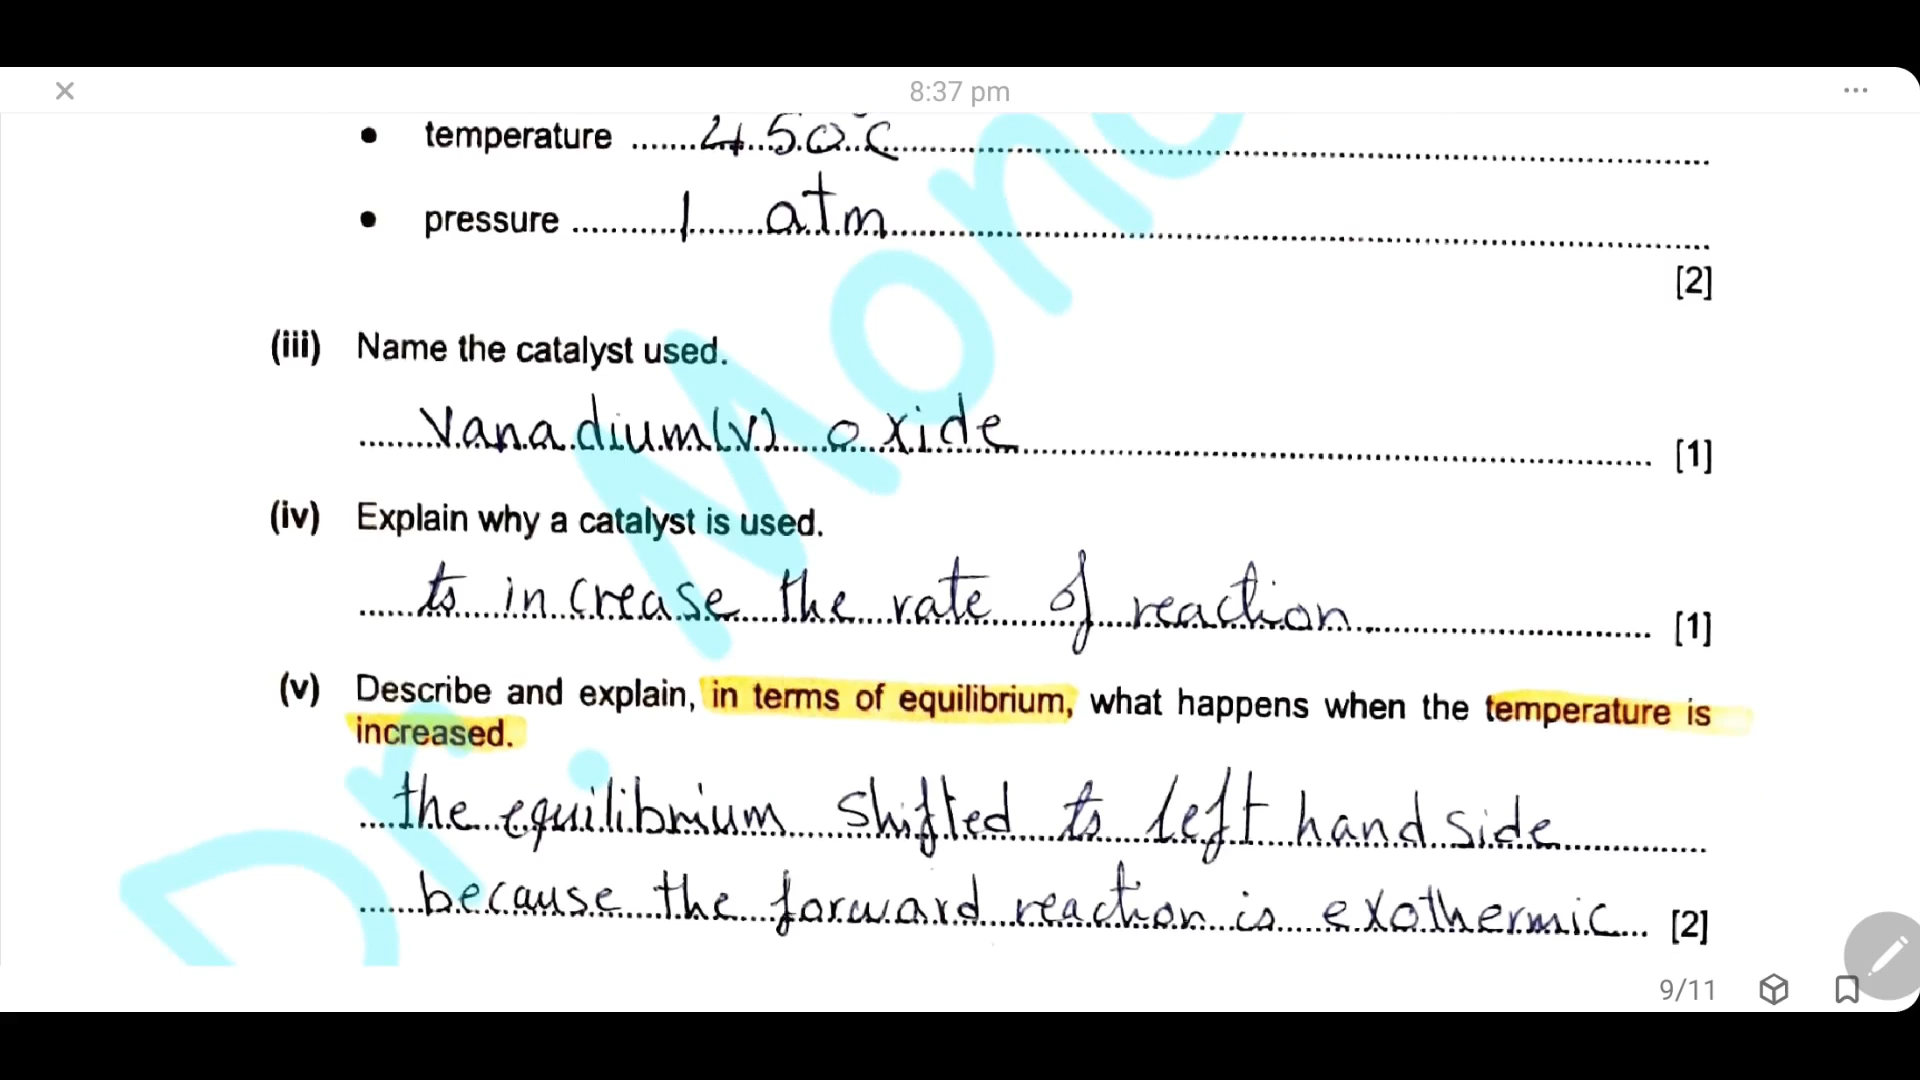 8:37 pm
• temperature .......450°C..........
• pressure ...........1......atm..........
[2]
(iii) Name the catalyst used.
Vanadium(V) oxide [1]
(iv) Explain why a catalyst is used.
to increase the rate of reaction [1]
(v) Describe and explain, in terms of equilibrium, what happens when the temperature is
increased.
the equilibrium shifted to left hand side
because the forward reaction is exothermic [2]
Dr. Mona
9/11